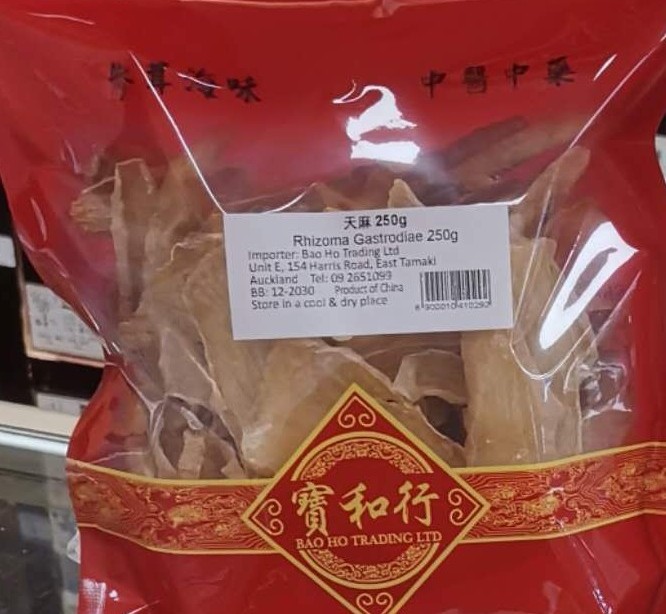 參茸海味 中醫中藥
天麻 250g
Rhizoma Gastrodiae 250g
Importer: Bao Ho Trading Ltd
Unit E, 154 Harris Road, East Tamaki
Auckland Tel: 09 2651099
BB: 12-2030 Product of China
Store in a cool & dry place
寶和行
BAO HO TRADING LTD